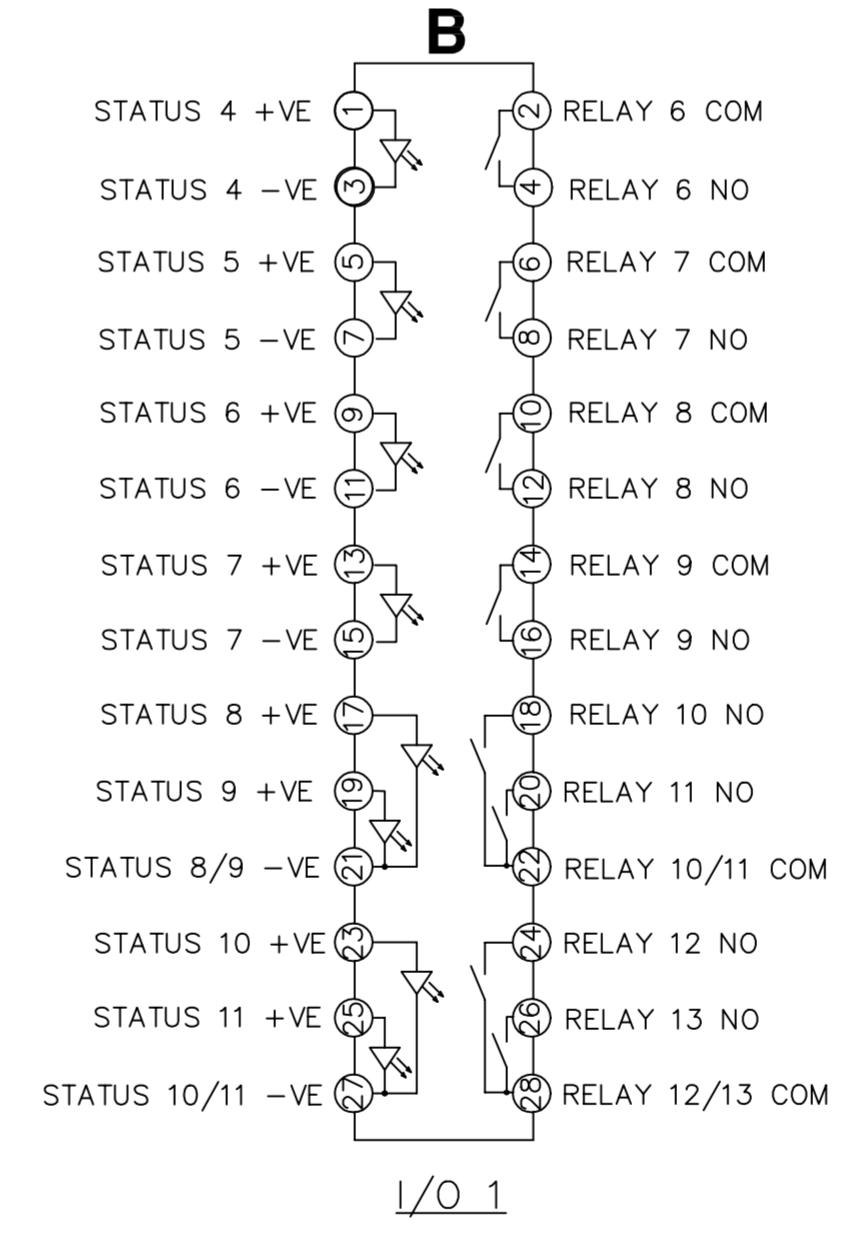 B
STATUS 4 +VE 1 2 RELAY 6 COM
STATUS 4 −VE 3 4 RELAY 6 NO
STATUS 5 +VE 5 6 RELAY 7 COM
STATUS 5 −VE 7 8 RELAY 7 NO
STATUS 6 +VE 9 10 RELAY 8 COM
STATUS 6 −VE 11 12 RELAY 8 NO
STATUS 7 +VE 13 14 RELAY 9 COM
STATUS 7 −VE 15 16 RELAY 9 NO
STATUS 8 +VE 17 18 RELAY 10 NO
STATUS 9 +VE 19 20 RELAY 11 NO
STATUS 8/9 −VE 21 22 RELAY 10/11 COM
STATUS 10 +VE 23 24 RELAY 12 NO
STATUS 11 +VE 25 26 RELAY 13 NO
STATUS 10/11 −VE 27 28 RELAY 12/13 COM
I/O 1